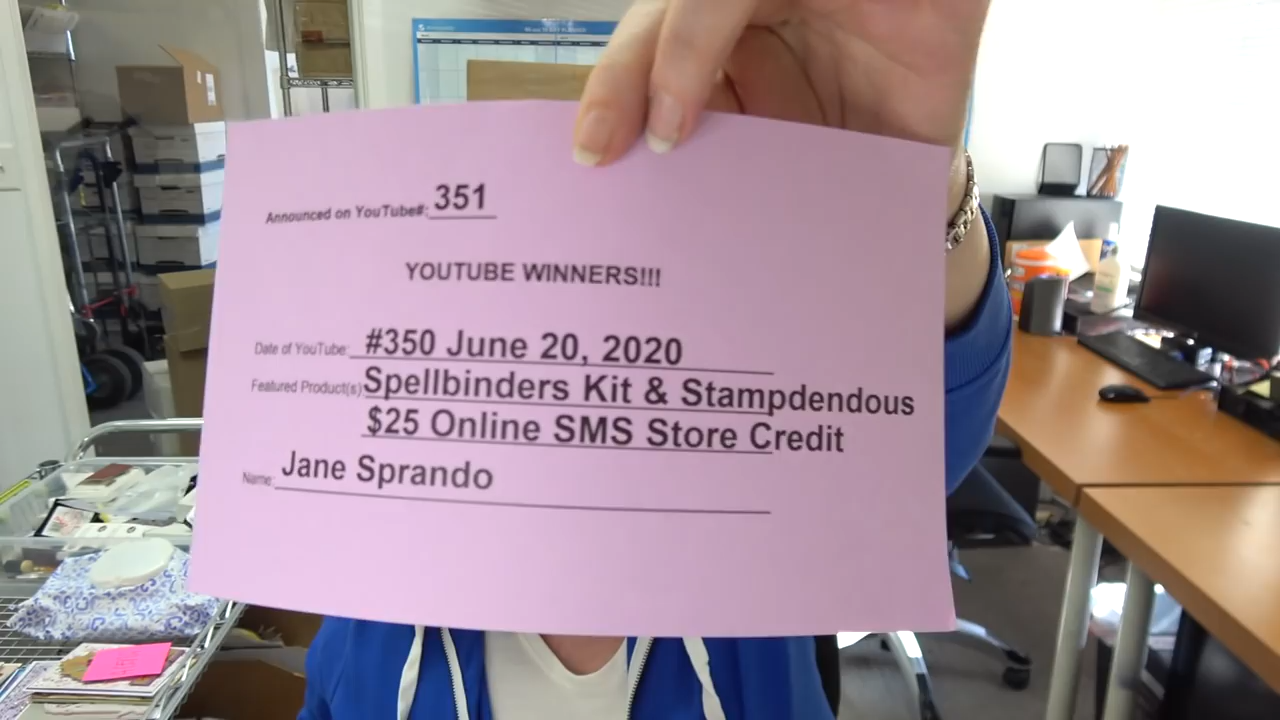 Announced on YouTube#: 351
YOUTUBE WINNERS!!!
Date of YouTube: #350 June 20, 2020
Featured Product(s) Spellbinders Kit & Stampdendous
$25 Online SMS Store Credit
Name: Jane Sprando